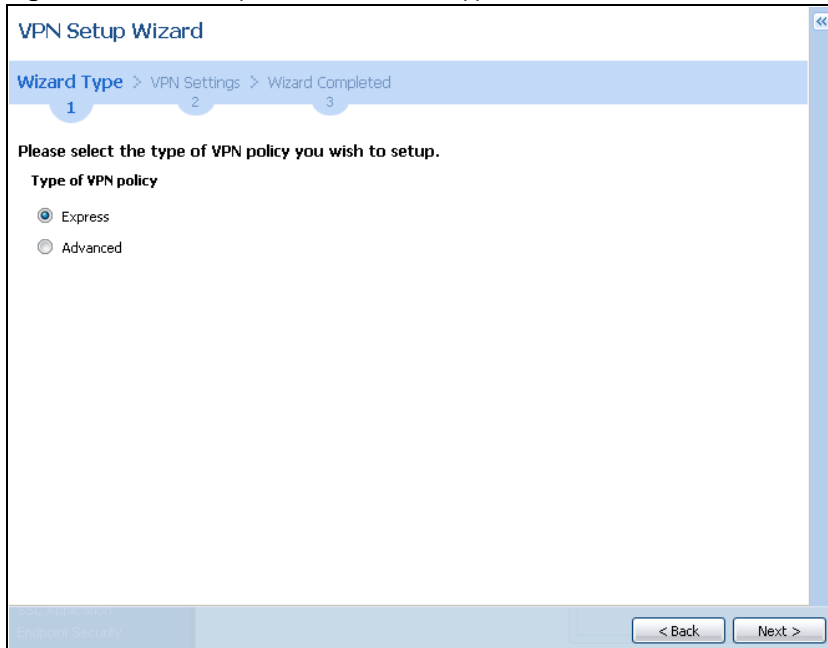 VPN Setup Wizard
«
Wizard Type > VPN Settings > Wizard Completed
1 2 3
Please select the type of VPN policy you wish to setup.
Type of VPN policy
Express
Advanced
Endpoint Security
< Back Next >